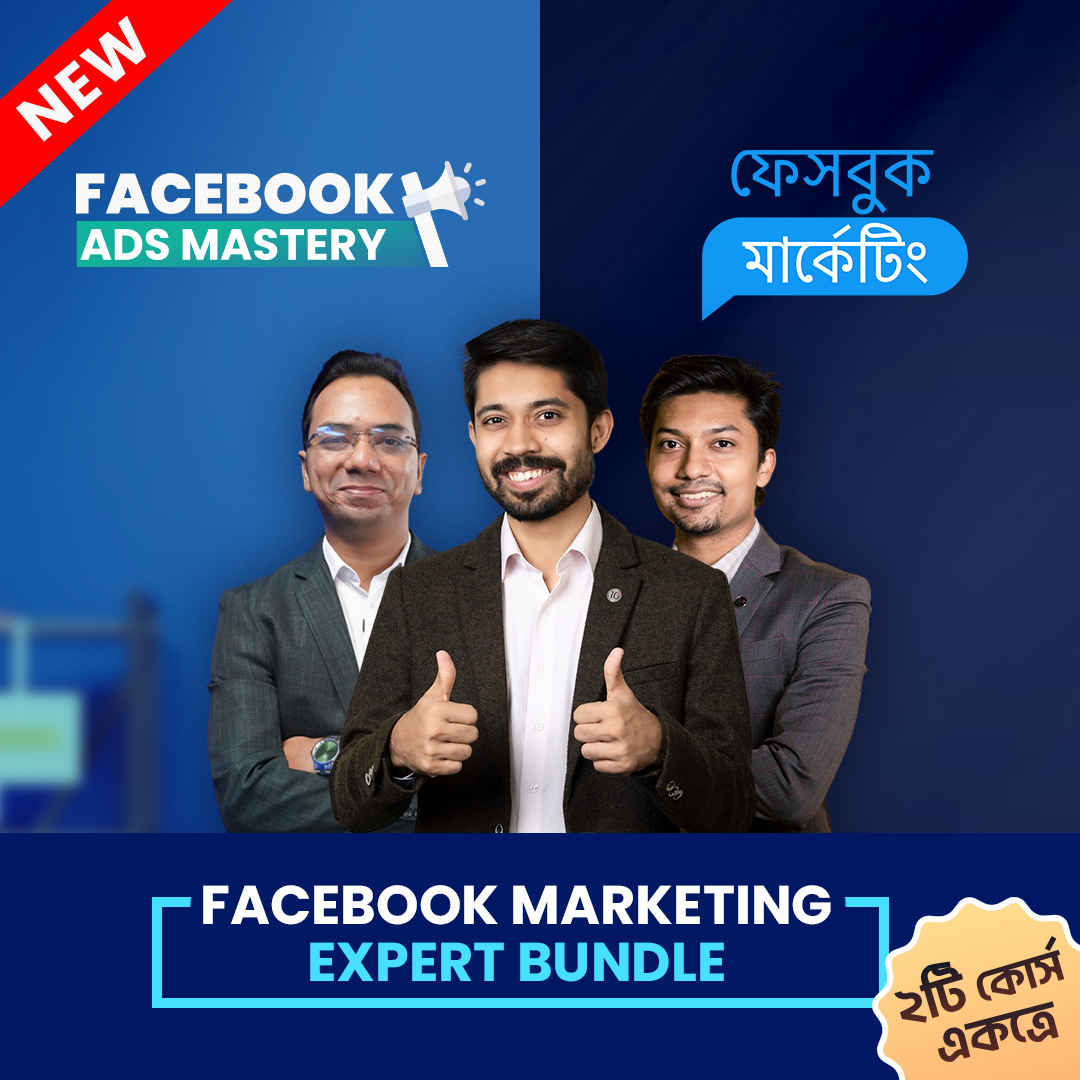 NEW
FACEBOOK
ADS MASTERY
ফেসবুক
মার্কেটিং
FACEBOOK MARKETING
EXPERT BUNDLE
২টি কোর্স
একত্রে